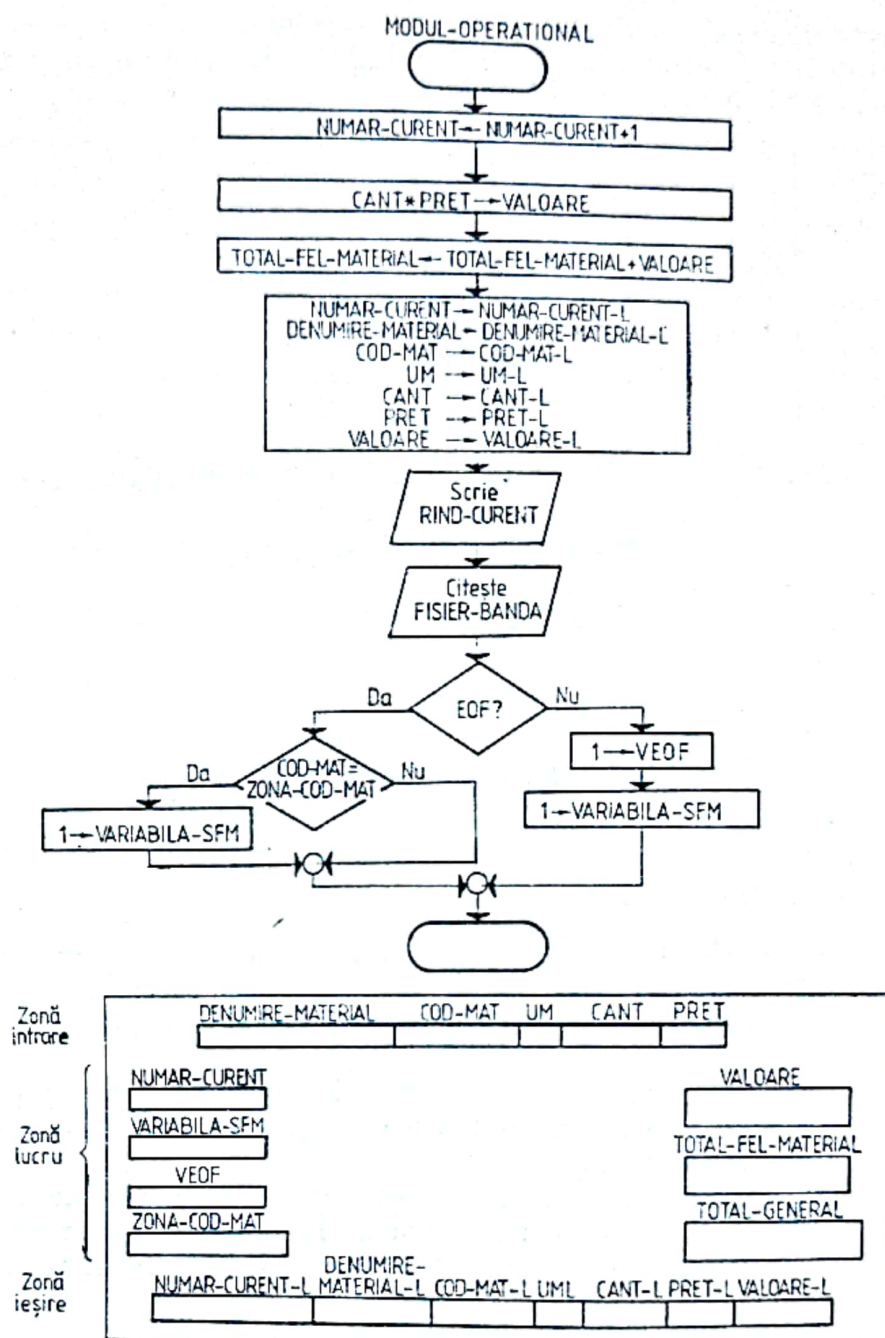 MODUL-OPERATIONAL
NUMAR-CURENT ← NUMAR-CURENT+1
CANT*PRET → VALOARE
TOTAL-FEL-MATERIAL ← TOTAL-FEL-MATERIAL+VALOARE
NUMAR-CURENT → NUMAR-CURENT-L
DENUMIRE-MATERIAL → DENUMIRE-MATERIAL-L
COD-MAT → COD-MAT-L
UM → UM-L
CANT → CANT-L
PRET → PRET-L
VALOARE → VALOARE-L
Scrie
RIND-CURENT
Citește
FISIER-BANDA
Da EOF? Nu
1→VEOF
Da COD-MAT= Nu
ZONA-COD-MAT
1→VARIABILA-SFM
1→VARIABILA-SFM
Zonă
intrare
DENUMIRE-MATERIAL COD-MAT UM CANT PRET
Zonă
lucru
NUMAR-CURENT VALOARE
VARIABILA-SFM TOTAL-FEL-MATERIAL
VEOF
ZONA-COD-MAT TOTAL-GENERAL
Zonă
ieșire
NUMAR-CURENT-L DENUMIRE-
MATERIAL-L COD-MAT-L UML CANT-L PRET-L VALOARE-L